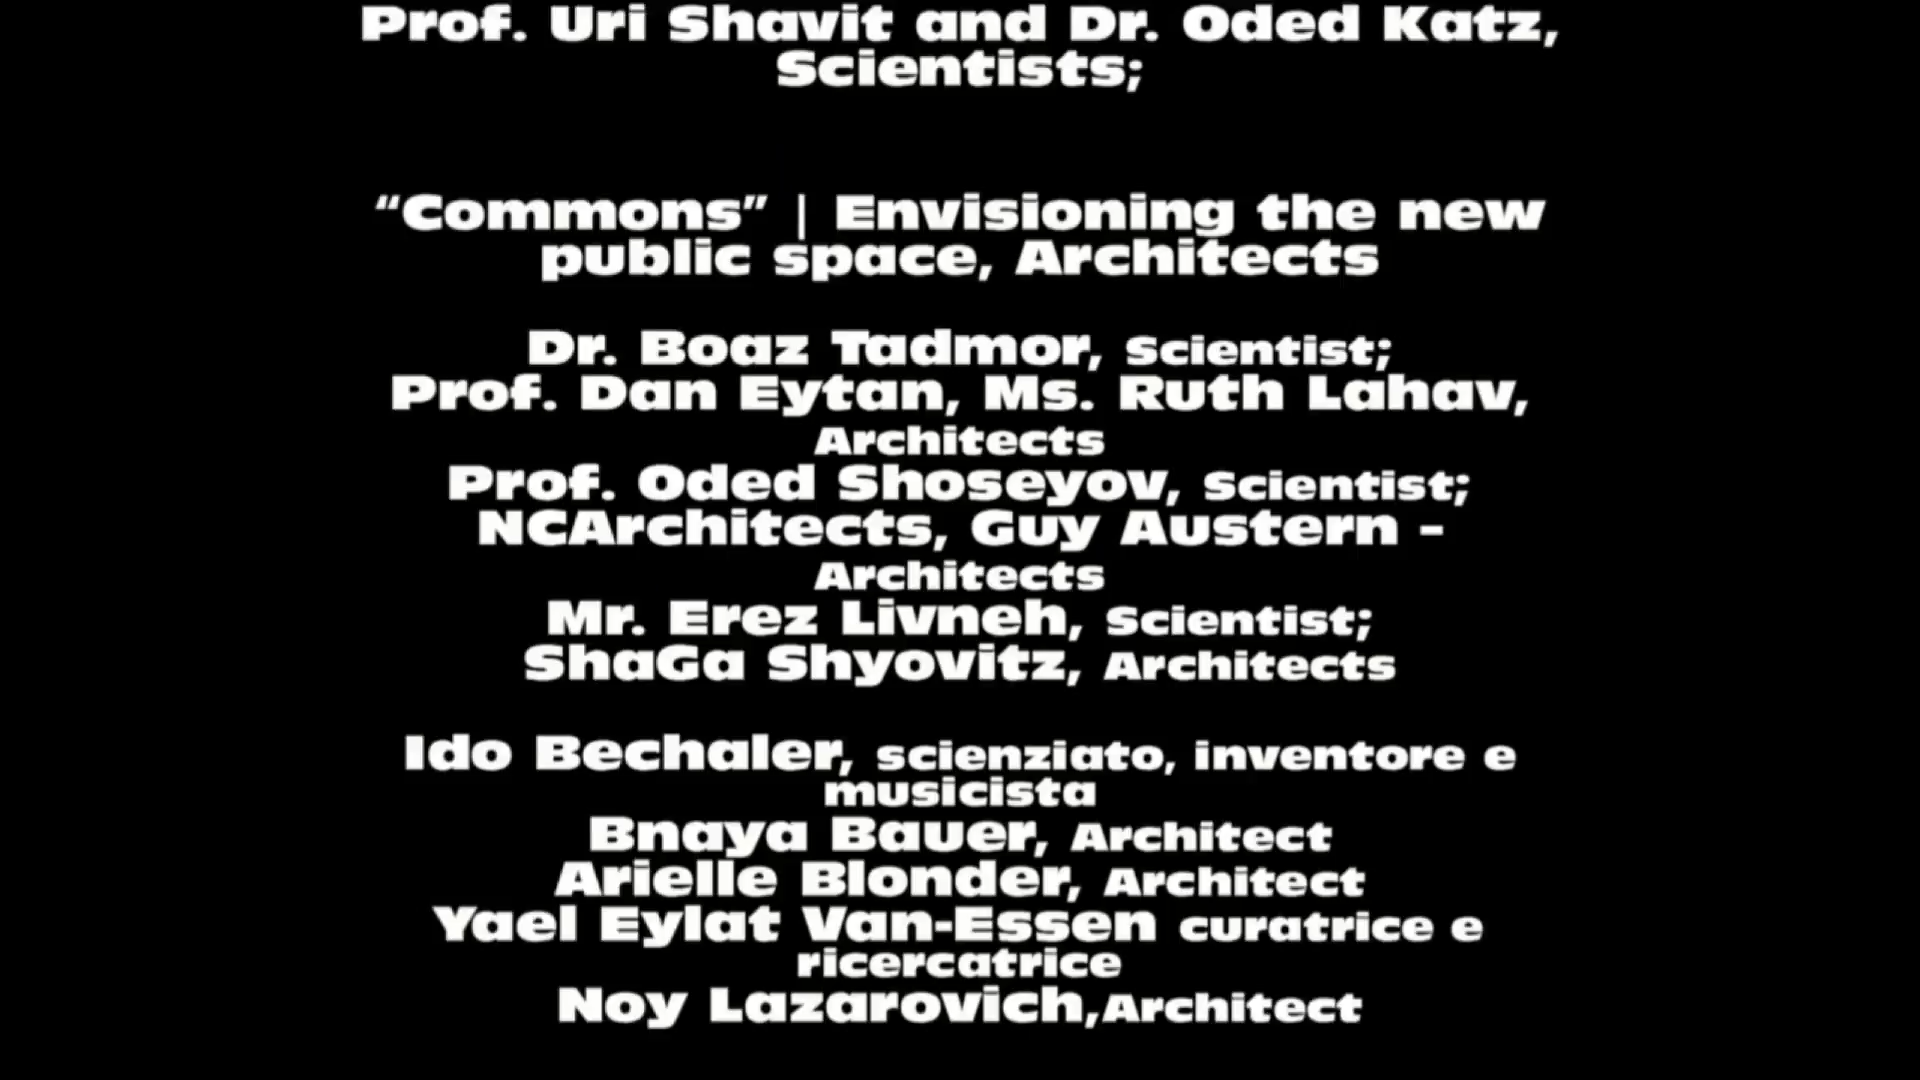 Prof. Uri Shavit and Dr. Oded Katz,
Scientists;
“Commons” | Envisioning the new
public space, Architects
Dr. Boaz Tadmor, Scientist;
Prof. Dan Eytan, Ms. Ruth Lahav,
Architects
Prof. Oded Shoseyov, Scientist;
NCArchitects, Guy Austern –
Architects
Mr. Erez Livneh, Scientist;
ShaGa Shyovitz, Architects
Ido Bechaler, scienziato, inventore e
musicista
Bnaya Bauer, Architect
Arielle Blonder, Architect
Yael Eylat Van-Essen curatrice e
ricercatrice
Noy Lazarovich,Architect